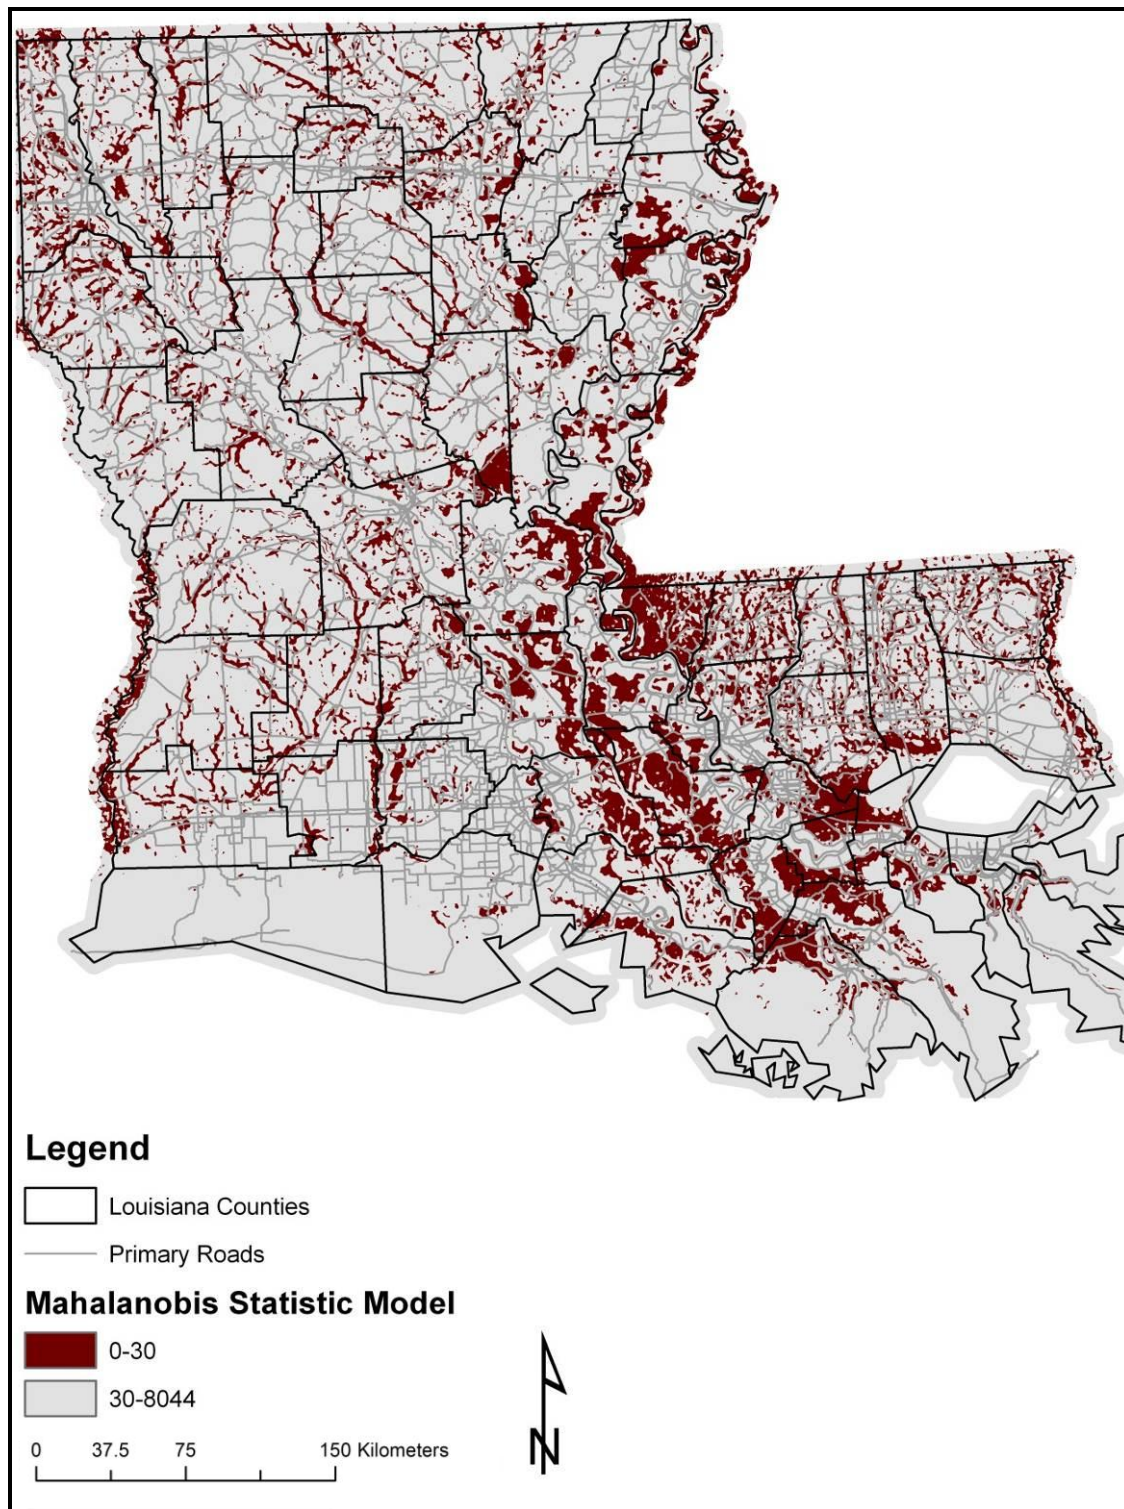 Legend
Louisiana Counties
Primary Roads
Mahalanobis Statistic Model
0-30
30-8044
0 37.5 75 150 Kilometers
N